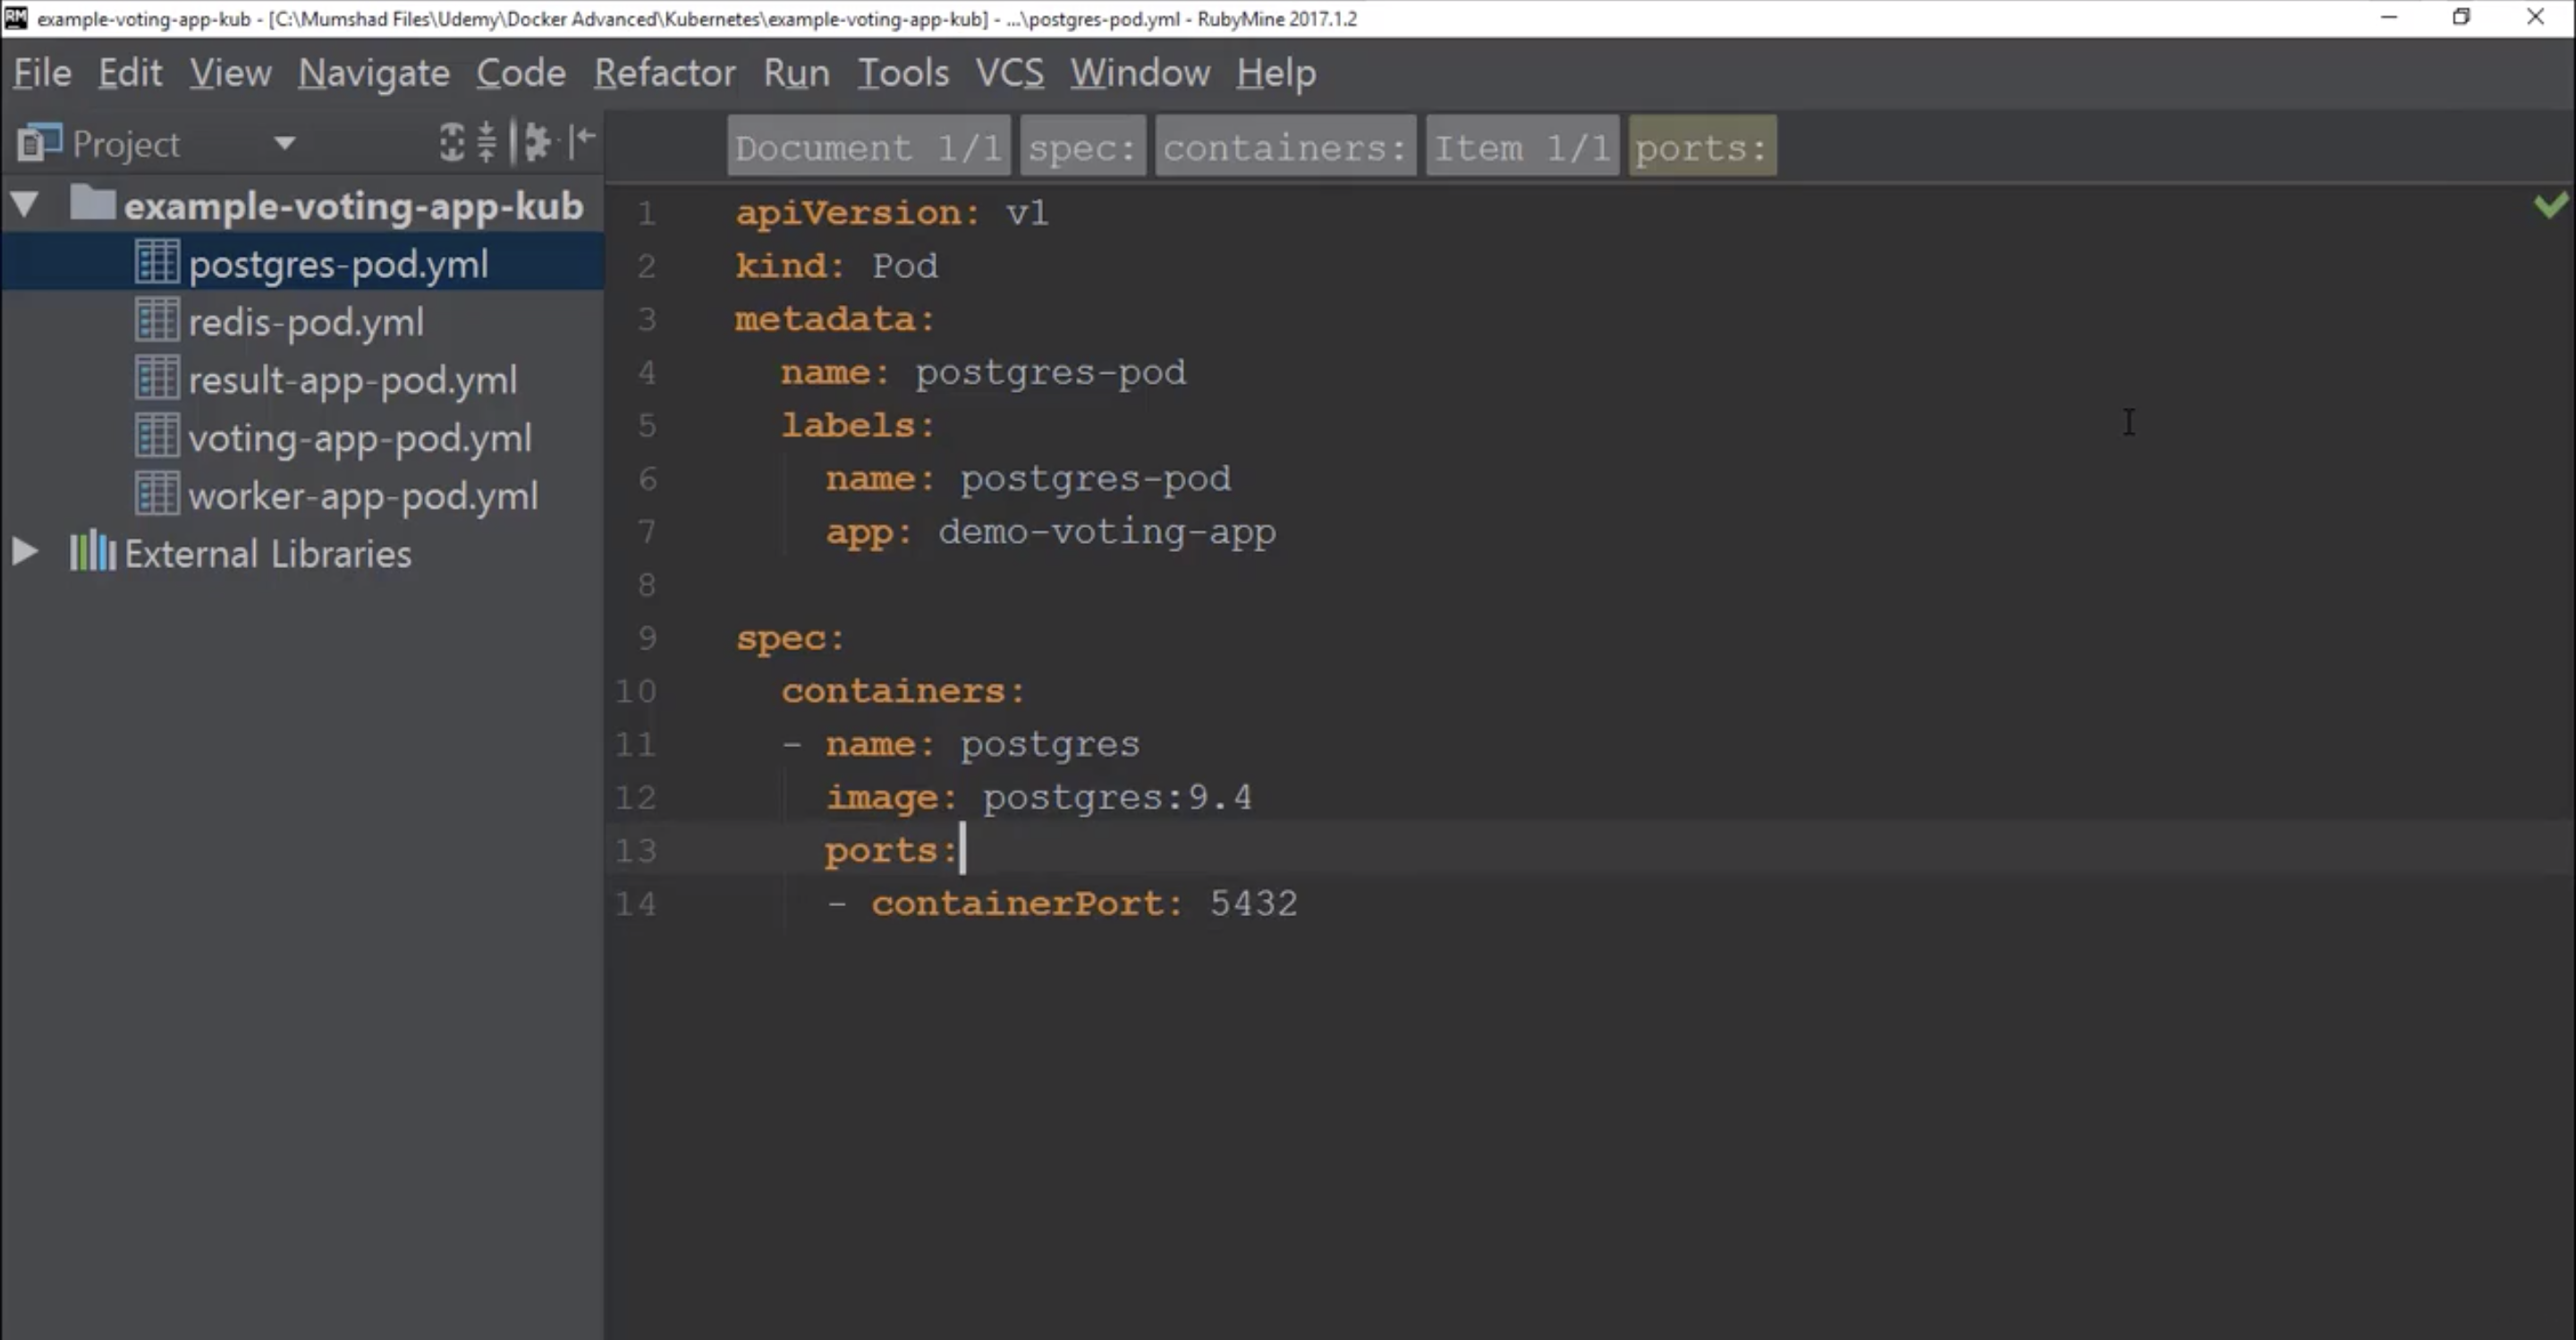 RM example-voting-app-kub - [C:\Mumshad Files\Udemy\Docker Advanced\Kubernetes\example-voting-app-kub] - ...\postgres-pod.yml - RubyMine 2017.1.2
File Edit View Navigate Code Refactor Run Tools VCS Window Help
Project
Document 1/1 spec: containers: Item 1/1 ports:
example-voting-app-kub
postgres-pod.yml
redis-pod.yml
result-app-pod.yml
voting-app-pod.yml
worker-app-pod.yml
External Libraries
1 apiVersion: v1
2 kind: Pod
3 metadata:
4   name: postgres-pod
5   labels:
6     name: postgres-pod
7     app: demo-voting-app
8
9 spec:
10   containers:
11   - name: postgres
12     image: postgres:9.4
13     ports:
14     - containerPort: 5432